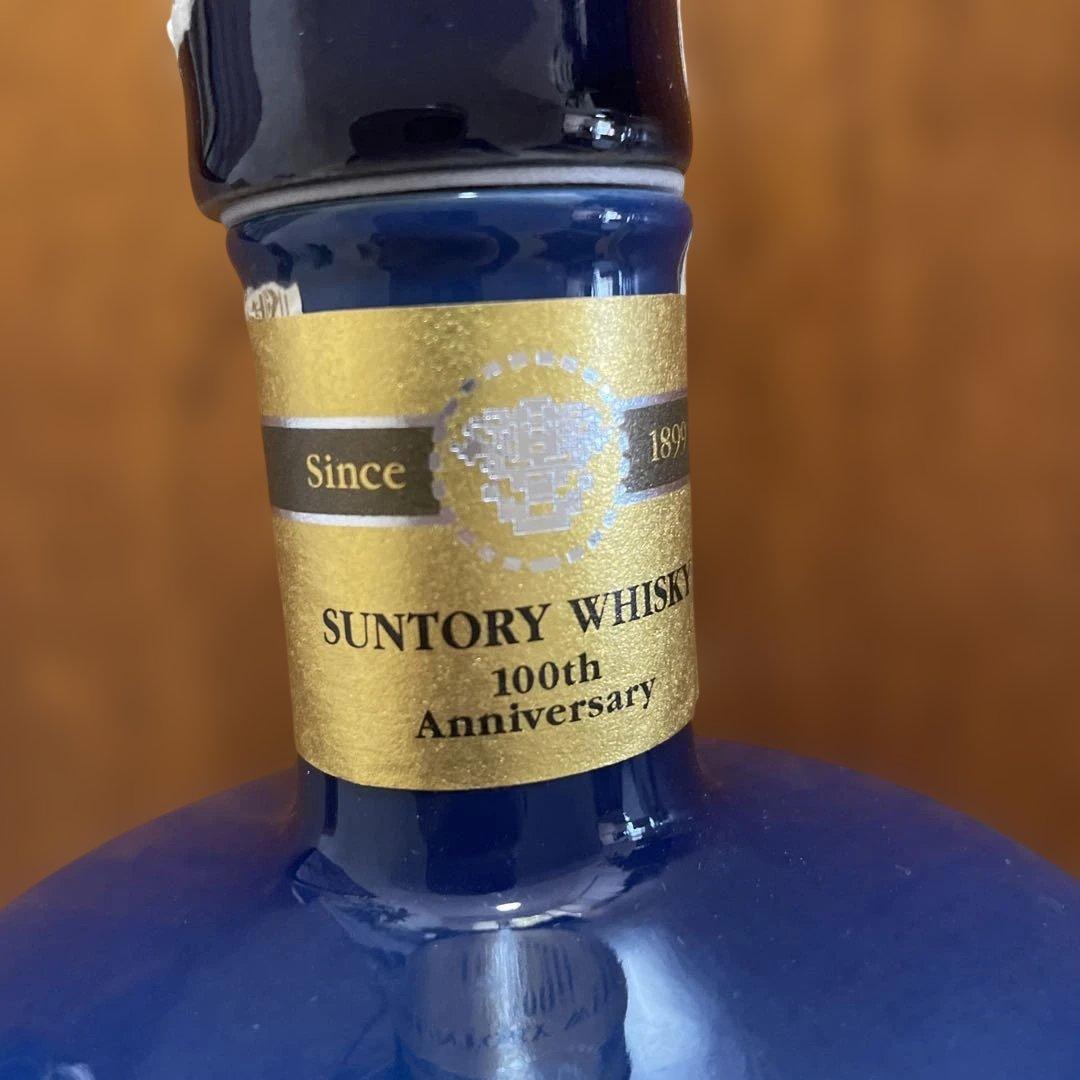 Since 1899
SUNTORY WHISKY
100th
Anniversary